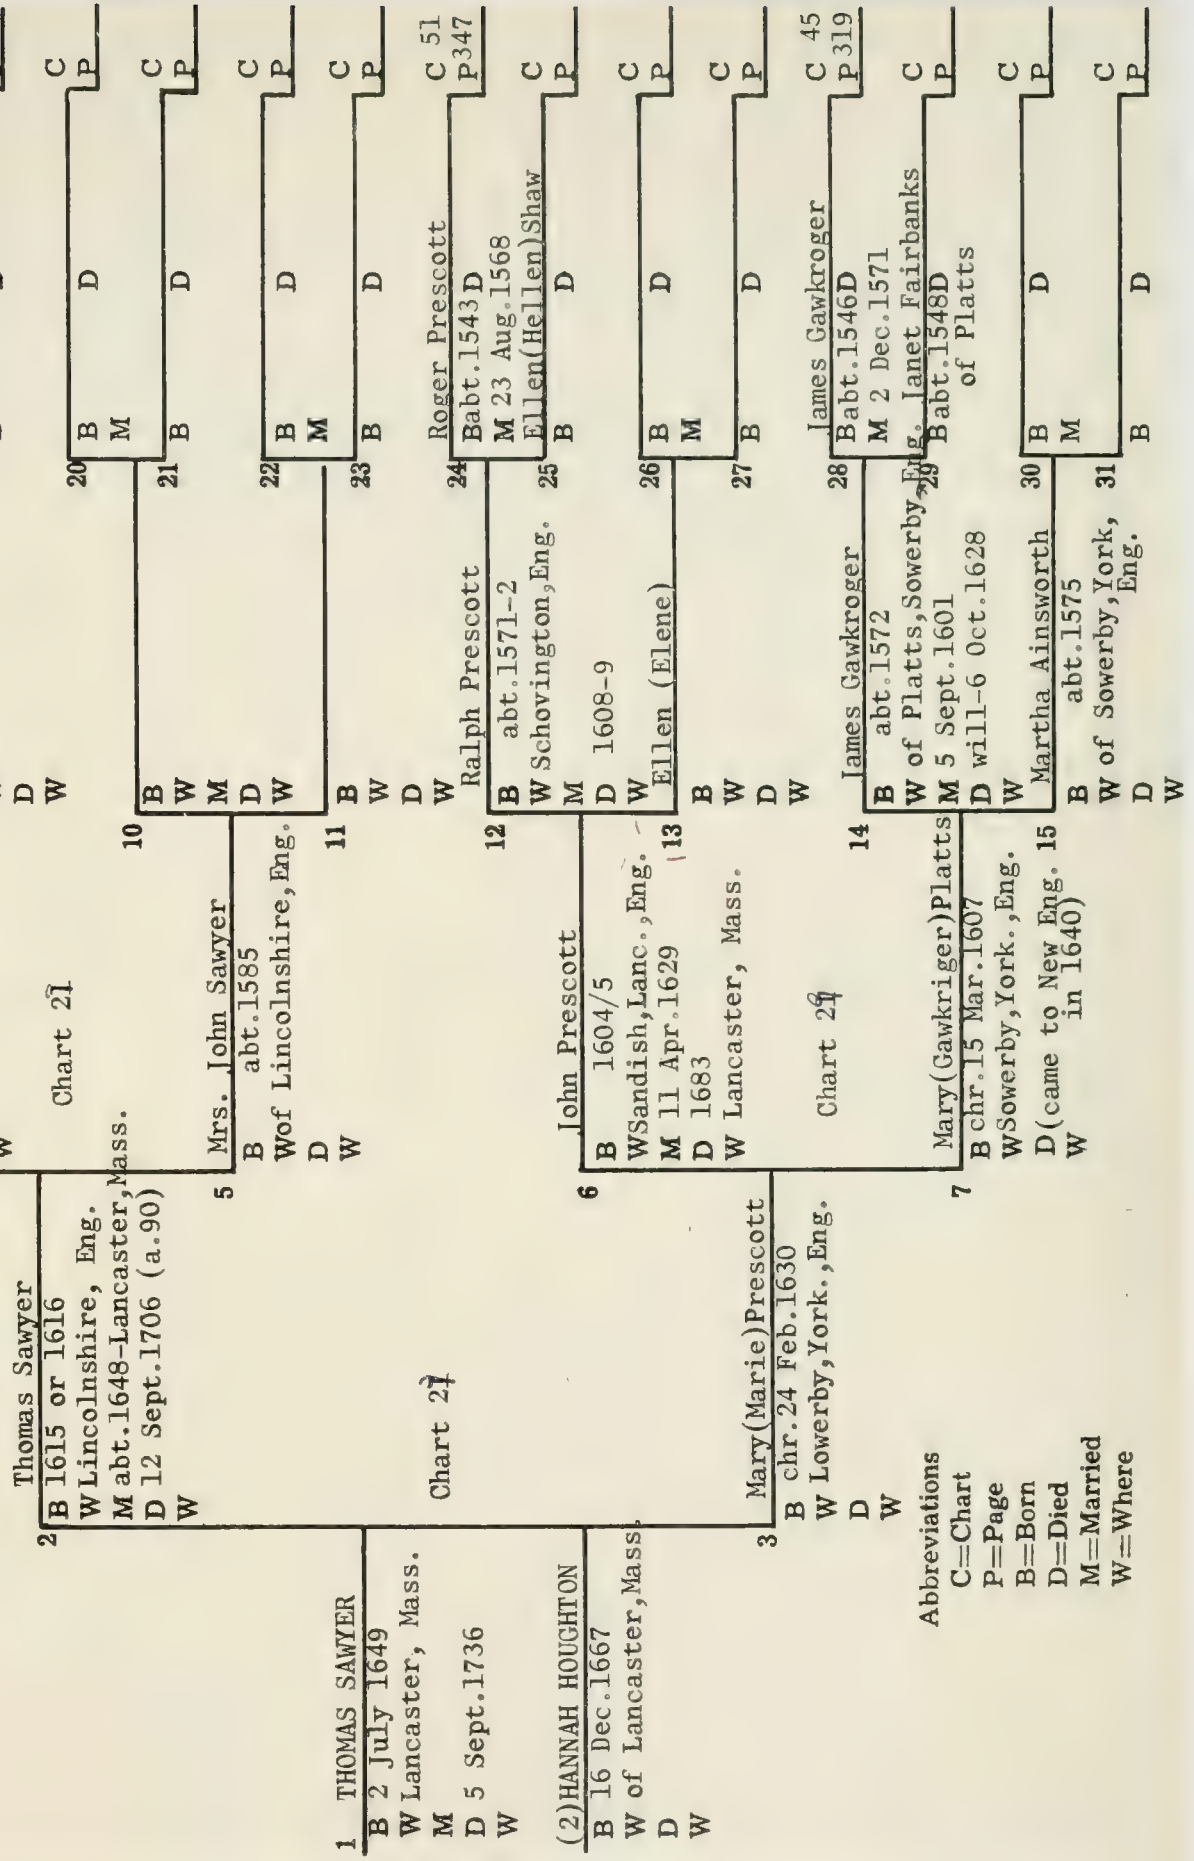 1 THOMAS SAWYER
B 2 July 1649
W Lancaster, Mass.
M
D 5 Sept.1736
W
(2)HANNAH HOUGHTON
B 16 Dec.1667
W of Lancaster,Mass.
D
W
2
Thomas Sawyer
B 1615 or 1616
W Lincolnshire, Eng.
M abt.1648-Lancaster,Mass.
D 12 Sept.1706 (a.90)
W
Chart
3
Mary(Marie)Prescott
B chr.24 Feb.1630
W Lowerby,York.,Eng.
D
W
Abbreviations
C=Chart
P=Page
B=Born
D=Died
M=Married
W=Where
W
Chart
5
Mrs. John Sawyer
B abt.1585
Wof Lincolnshire,Eng.
D
W
6
John Prescott
B 1604/5
WSandish,Lanc.,Eng.
M 11 Apr.1629
D 1683
W Lancaster, Mass.
Chart
7
Mary(Gawkriger)Platts
B chr.15 Mar.1607
WSowerby,York.,Eng.
D(came to New Eng.
W in 1640)
D
W
10
B
W
M
D
W
11
B
W
D
W
12
Ralph Prescott
B abt.1571-2
W Schovington,Eng.
M
D 1608-9
W
13
Ellen (Elene)
B
W
D
W
14
James Gawkroger
B abt.1572
W of Platts,Sowerby,Eng.
M 5 Sept.1601
D will-6 Oct.1628
W
15
Martha Ainsworth
B abt.1575
W of Sowerby,York,
Eng.
D
W
20
B D
M
C
P
21
B D
C
P
22
B D
M
C
P
23
B D
C
P
24
Roger Prescott
Babt.1543 D
M 23 Aug.1568
C 51
P347
25
Ellen(Hellen)Shaw
B D
C
P
26
B D
M
C
P
27
B D
C
P
28
James Gawkroger
Babt.1546D
M 2 Dec.1571
C 45
P 319
29
Janet Fairbanks
Babt.1548D
of Platts
C
P
30
B D
M
C
P
31
B D
C
P